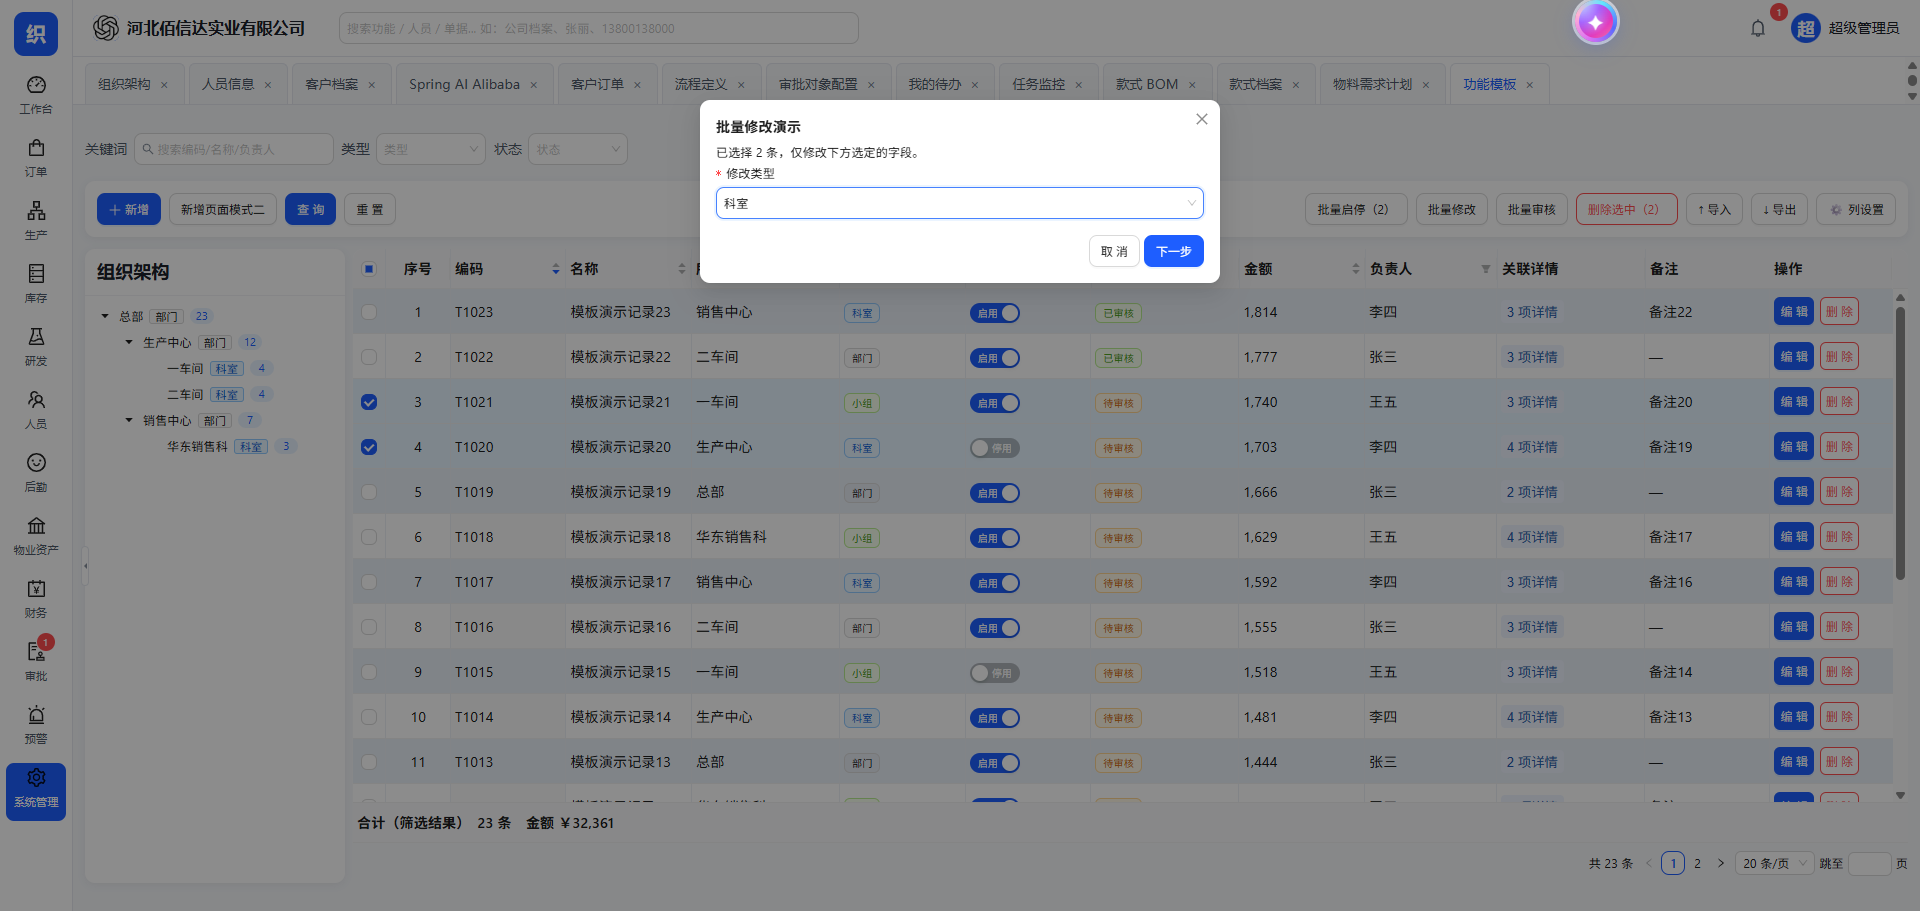 织
河北佰信达实业有限公司
搜索功能 / 人员 / 单据... 如：公司档案、张丽、13800138000
1
超
超级管理员
组织架构 ×
人员信息 ×
客户档案 ×
Spring AI Alibaba ×
客户订单 ×
流程定义 ×
审批对象配置 ×
我的待办 ×
任务监控 ×
款式 BOM ×
款式档案 ×
物料需求计划 ×
功能模板 ×
工作台
订单
生产
库存
研发
人员
后勤
物业资产
财务
1
审批
预警
系统管理
关键词 搜索编码/名称/负责人 类型 类型 状态 状态
+ 新增 新增页面模式二 查 询 重 置
批量启停（2） 批量修改 批量审核 删除选中（2） ↑ 导入 ↓ 导出 列设置
批量修改演示
已选择 2 条，仅修改下方选定的字段。
* 修改类型
科室
取 消 下一步
组织架构
总部 部门 23
生产中心 部门 12
一车间 科室 4
二车间 科室 4
销售中心 部门 7
华东销售科 科室 3
序号 编码 名称 金额 负责人 关联详情 备注 操作
1 T1023 模板演示记录23 销售中心 科室 启用 已审核 1,814 李四 3 项详情 备注22 编 辑 删 除
2 T1022 模板演示记录22 二车间 部门 启用 已审核 1,777 张三 3 项详情 — 编 辑 删 除
3 T1021 模板演示记录21 一车间 小组 启用 待审核 1,740 王五 3 项详情 备注20 编 辑 删 除
4 T1020 模板演示记录20 生产中心 科室 停用 待审核 1,703 李四 4 项详情 备注19 编 辑 删 除
5 T1019 模板演示记录19 总部 部门 启用 待审核 1,666 张三 2 项详情 — 编 辑 删 除
6 T1018 模板演示记录18 华东销售科 小组 启用 待审核 1,629 王五 4 项详情 备注17 编 辑 删 除
7 T1017 模板演示记录17 销售中心 科室 启用 待审核 1,592 李四 3 项详情 备注16 编 辑 删 除
8 T1016 模板演示记录16 二车间 部门 启用 待审核 1,555 张三 3 项详情 — 编 辑 删 除
9 T1015 模板演示记录15 一车间 小组 停用 待审核 1,518 王五 3 项详情 备注14 编 辑 删 除
10 T1014 模板演示记录14 生产中心 科室 启用 待审核 1,481 李四 4 项详情 备注13 编 辑 删 除
11 T1013 模板演示记录13 总部 部门 启用 待审核 1,444 张三 2 项详情 — 编 辑 删 除
合计（筛选结果） 23 条 金额 ￥32,361
共 23 条 < 1 2 > 20 条/页 跳至 页